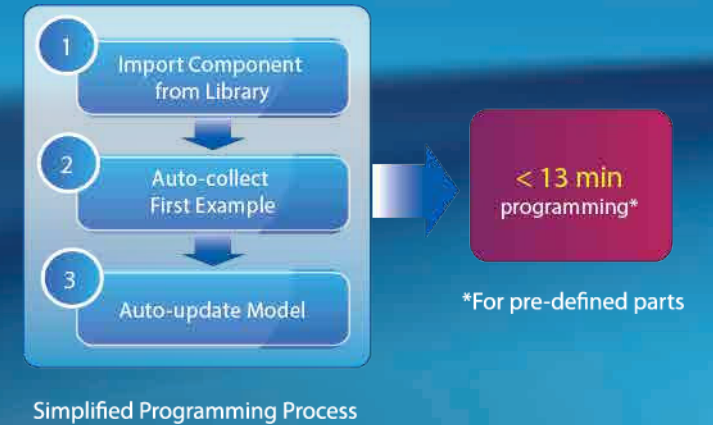 1
Import Component
from Library
2
Auto-collect
First Example
3
Auto-update Model
< 13 min
programming*
*For pre-defined parts
Simplified Programming Process